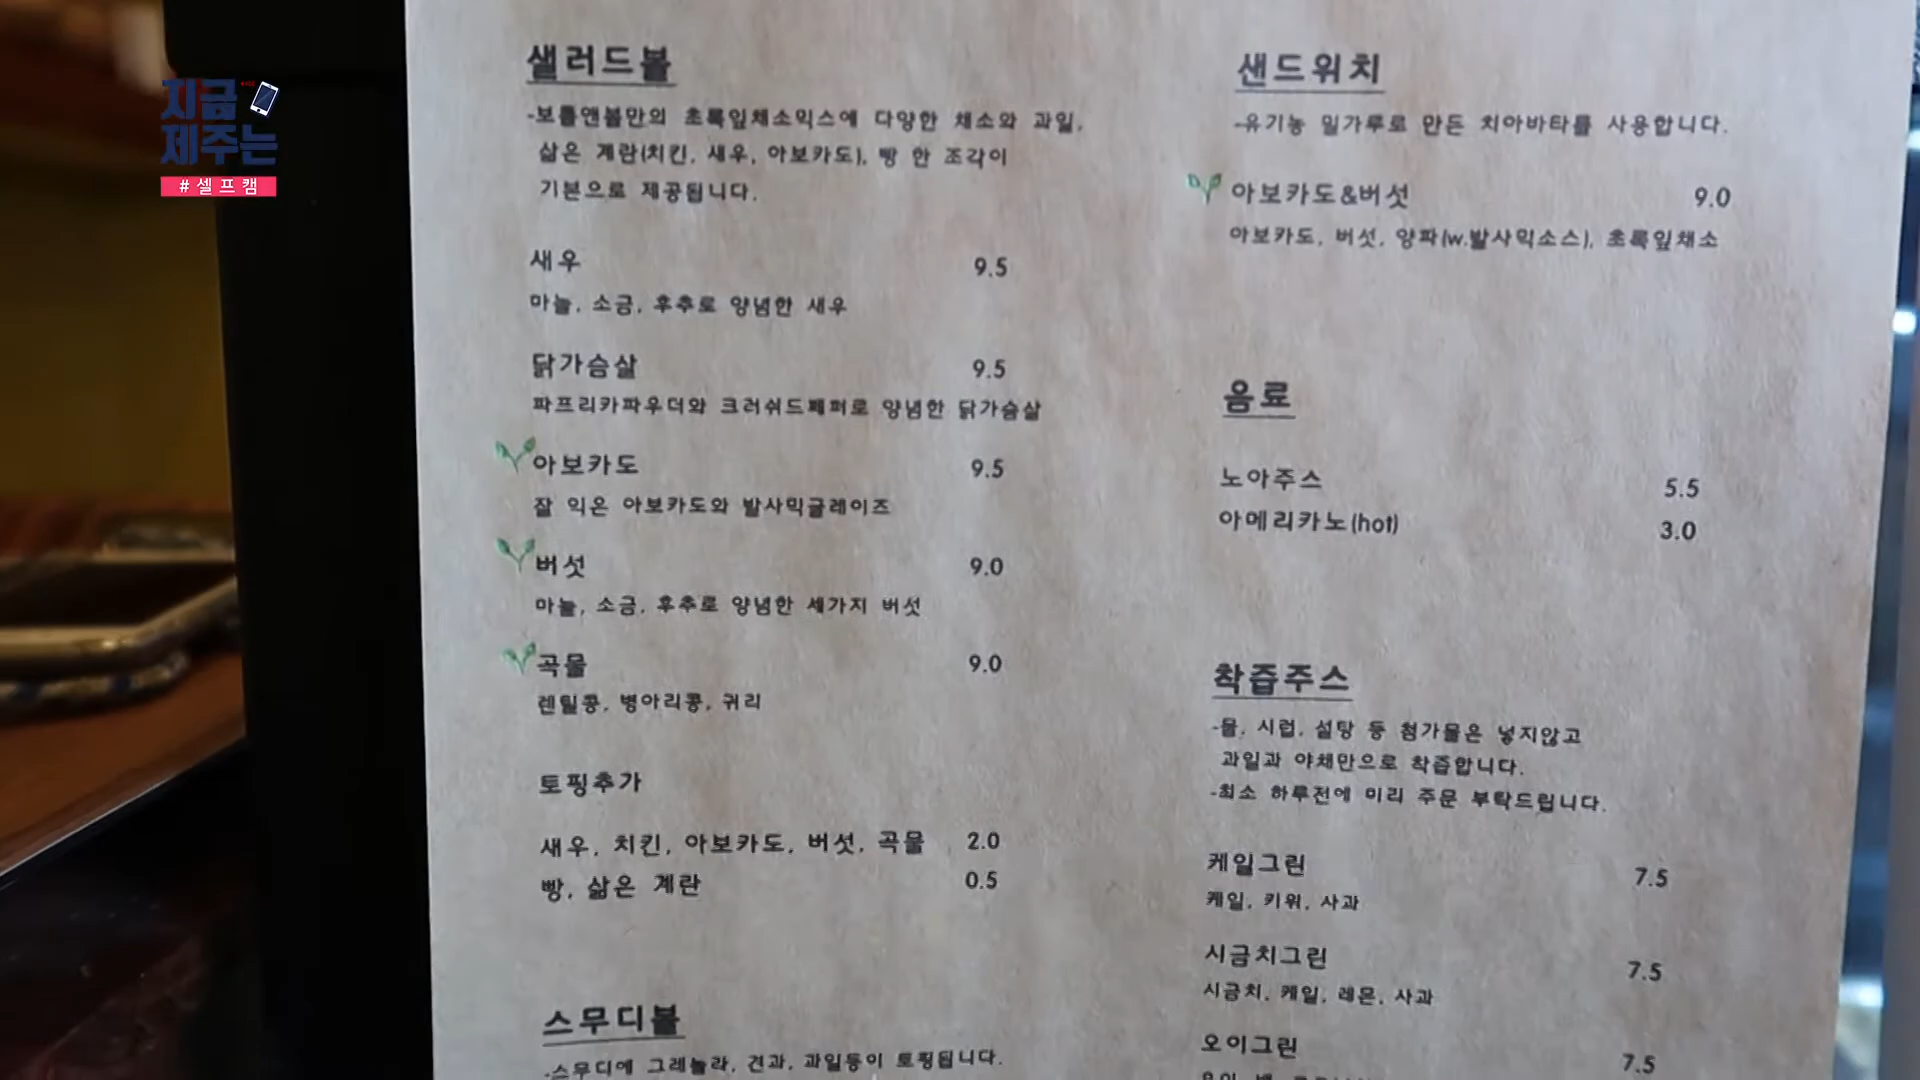 지금
제주는
#셀프캠
샐러드볼
-보틀앤볼만의 초록잎채소믹스에 다양한 채소와 과일,
삶은 계란(치킨, 새우, 아보카도), 빵 한 조각이
기본으로 제공됩니다.
새우 9.5
마늘, 소금, 후추로 양념한 새우
닭가슴살 9.5
파프리카파우더와 크러쉬드페퍼로 양념한 닭가슴살
아보카도 9.5
잘 익은 아보카도와 발사믹글레이즈
버섯 9.0
마늘, 소금, 후추로 양념한 세가지 버섯
곡물 9.0
렌틸콩, 병아리콩, 귀리
토핑추가
새우, 치킨, 아보카도, 버섯, 곡물 2.0
빵, 삶은 계란 0.5
스무디볼
-스무디에 그레놀라, 견과, 과일등이 토핑됩니다.
샌드위치
-유기농 밀가루로 만든 치아바타를 사용합니다.
아보카도&버섯 9.0
아보카도, 버섯, 양파(w.발사믹소스), 초록잎채소
음료
노아주스 5.5
아메리카노(hot) 3.0
착즙주스
-물, 시럽, 설탕 등 첨가물은 넣지않고
과일과 야채만으로 착즙합니다.
-최소 하루전에 미리 주문 부탁드립니다.
케일그린 7.5
케일, 키위, 사과
시금치그린 7.5
시금치, 케일, 레몬, 사과
오이그린 7.5